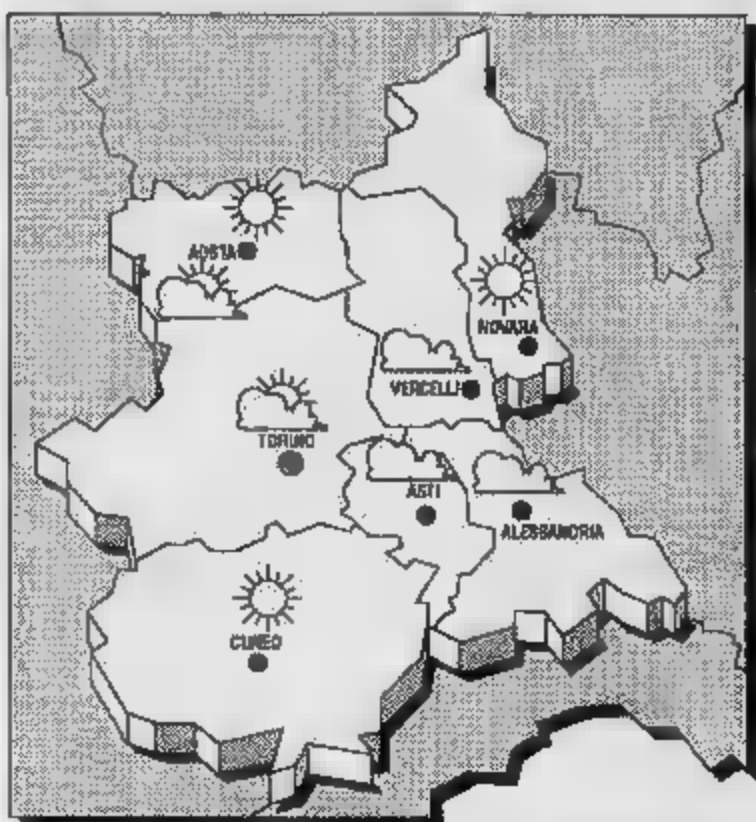 AOSTA
NOVARA
VERCELLI
TORINO
ASTI
ALESSANDRIA
CUNEO